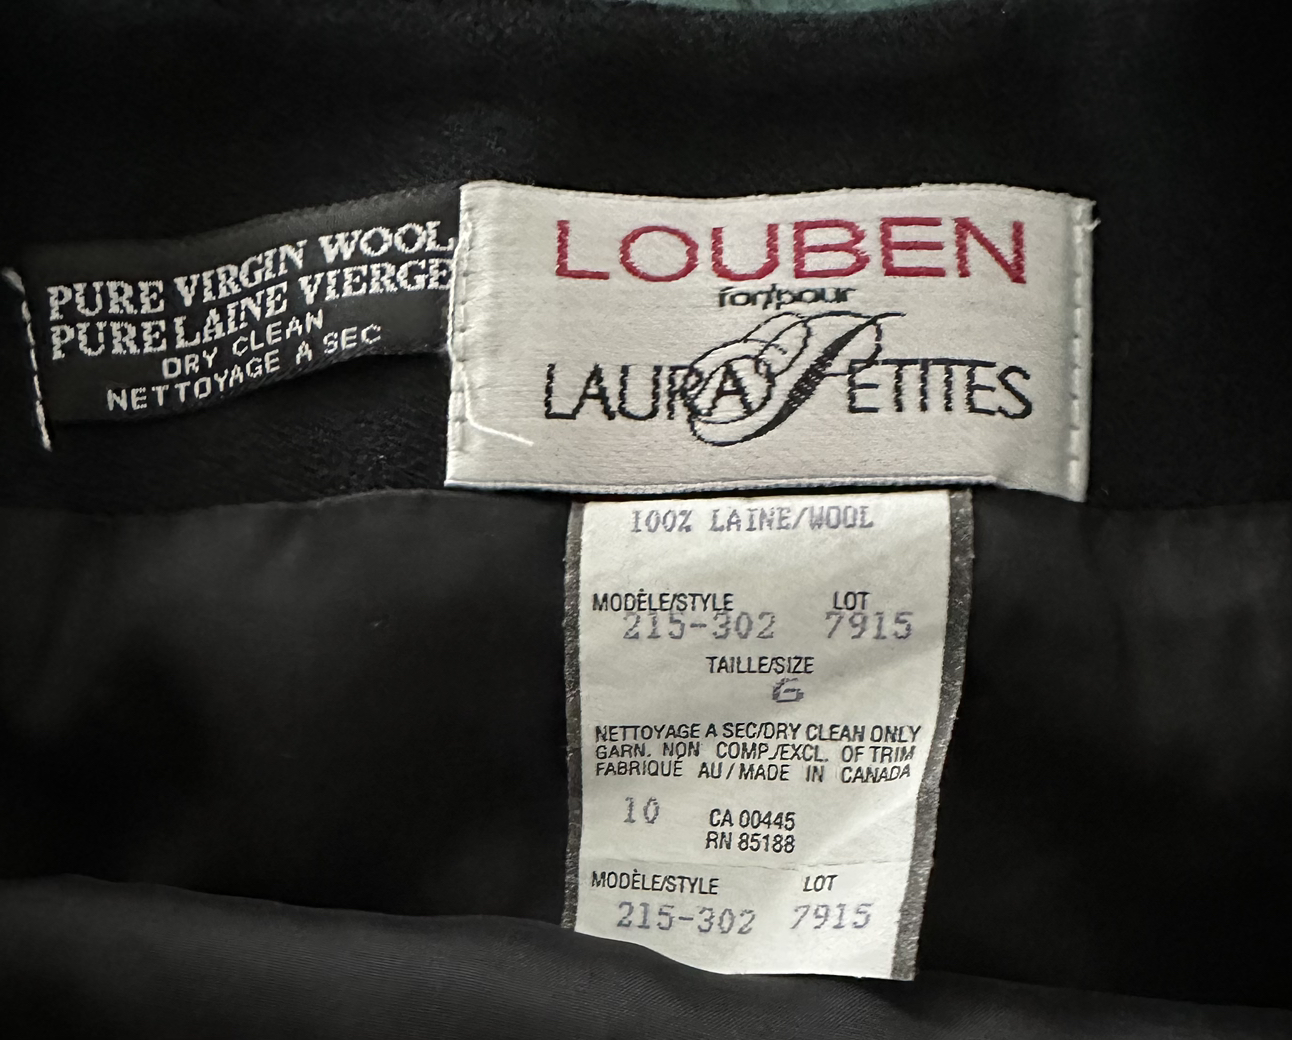 PURE VIRGIN WOOL
PURE LAINE VIERGE
DRY CLEAN
NETTOYAGE A SEC
LOUBEN
for/pour
LAURA PETITES
100% LAINE/WOOL
MODÈLE/STYLE LOT
215-302 7915
TAILLE/SIZE
6
NETTOYAGE A SEC/DRY CLEAN ONLY
GARN. NON COMP./EXCL. OF TRIM
FABRIQUÉ AU / MADE IN CANADA
10 CA 00445
RN 85188
MODÈLE/STYLE LOT
215-302 7915